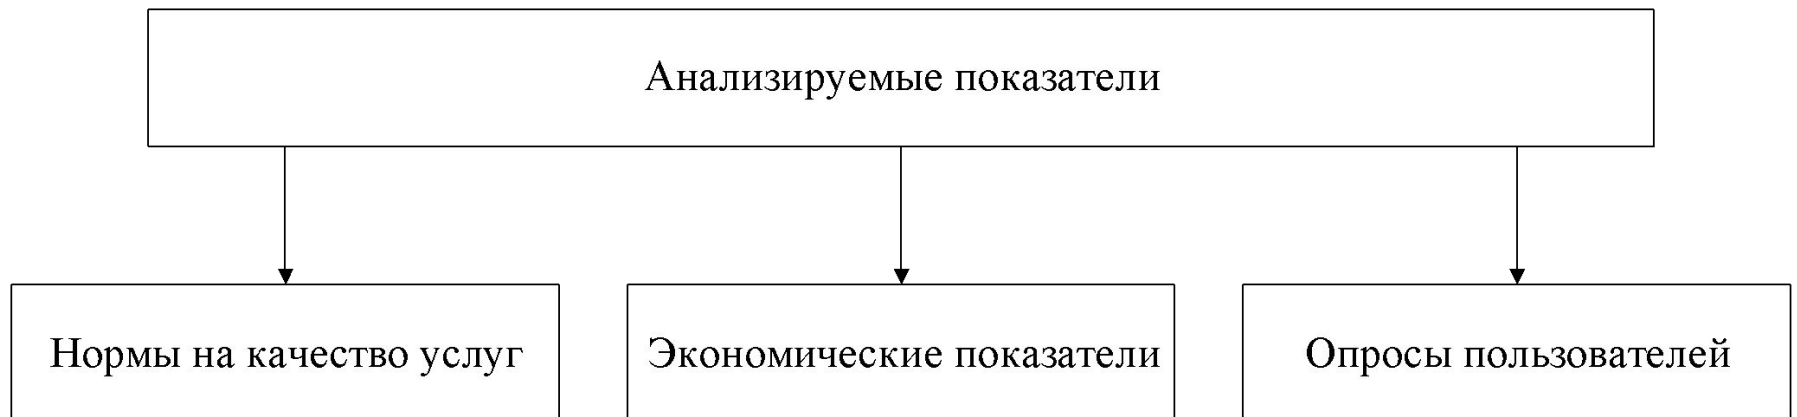 Анализируемые показатели
Нормы на качество услуг
Экономические показатели
Опросы пользователей